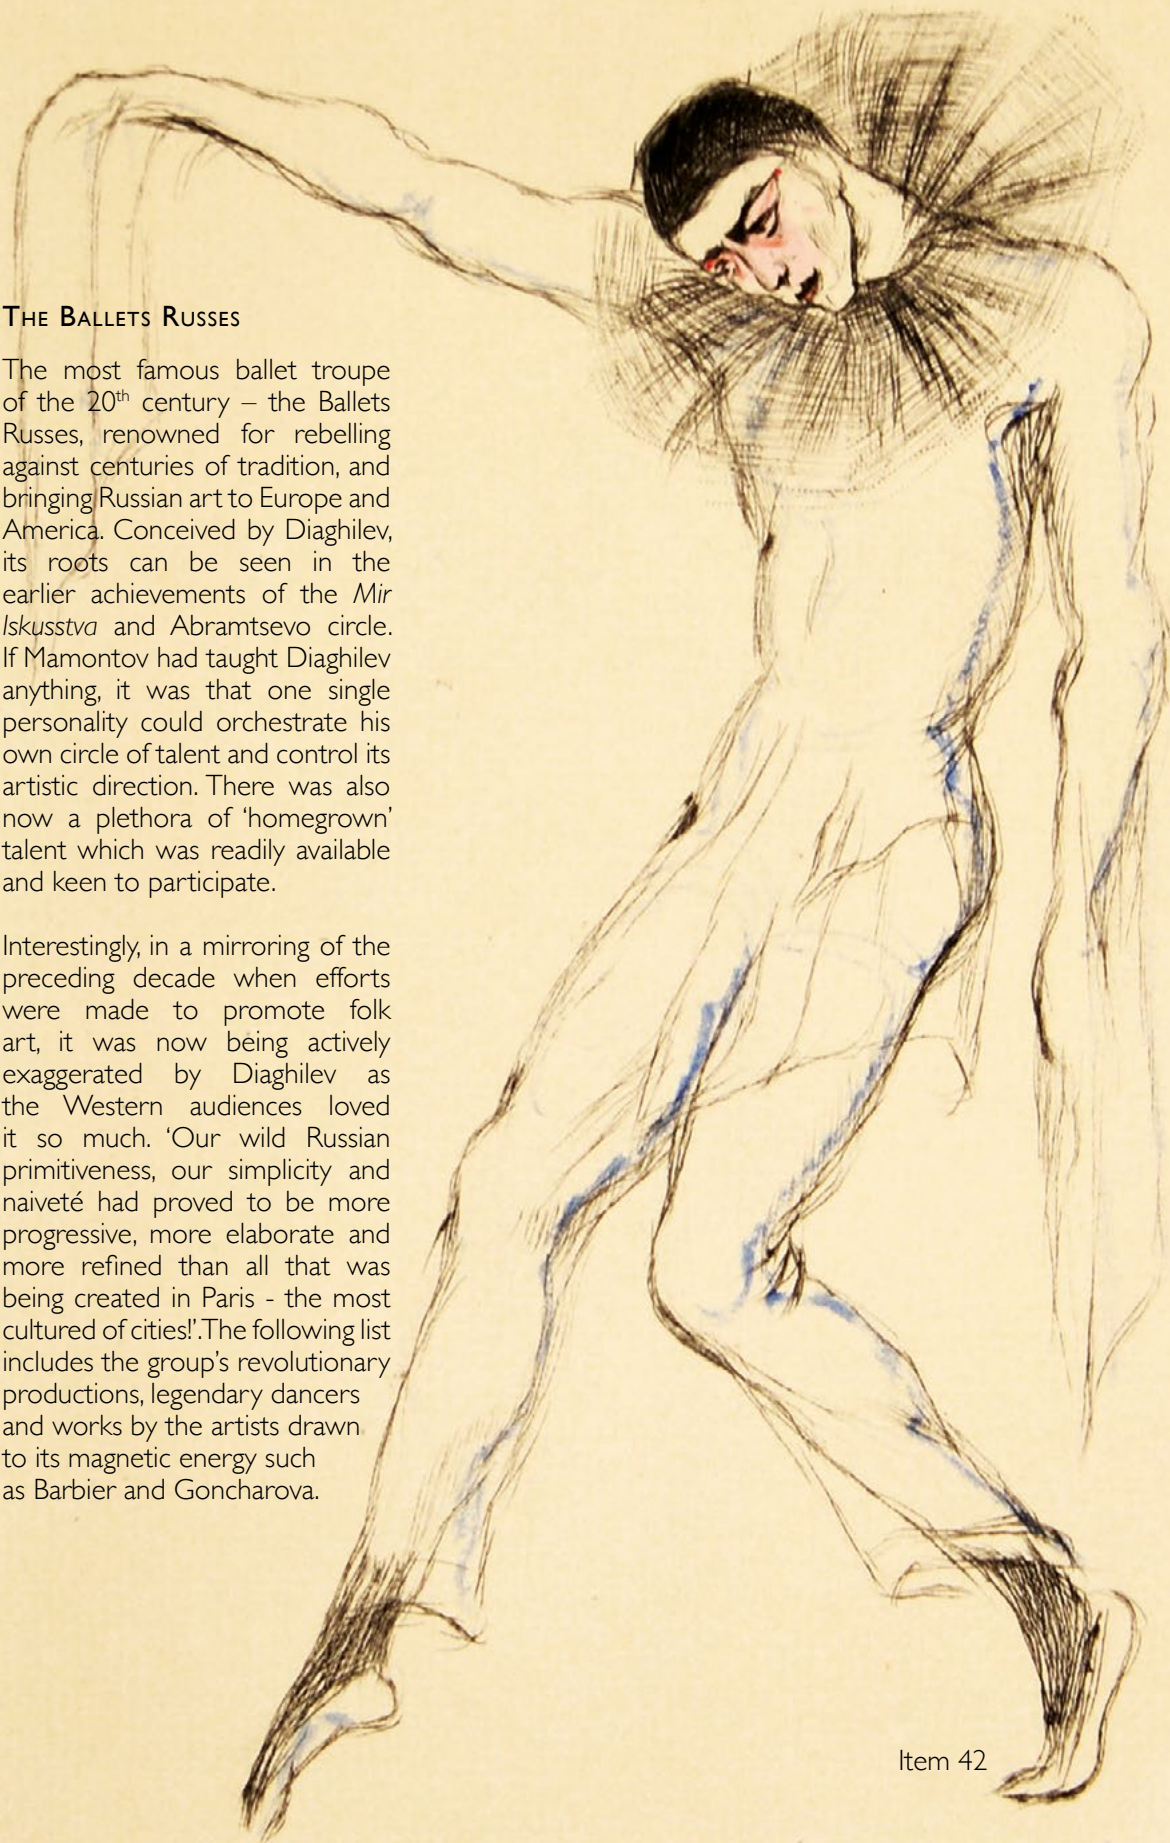 The Ballets Russes
The most famous ballet troupe
of the 20th century – the Ballets
Russes, renowned for rebelling
against centuries of tradition, and
bringing Russian art to Europe and
America. Conceived by Diaghilev,
its roots can be seen in the
earlier achievements of the Mir
Iskusstva and Abramtsevo circle.
If Mamontov had taught Diaghilev
anything, it was that one single
personality could orchestrate his
own circle of talent and control its
artistic direction. There was also
now a plethora of ‘homegrown’
talent which was readily available
and keen to participate.
Interestingly, in a mirroring of the
preceding decade when efforts
were made to promote folk
art, it was now being actively
exaggerated by Diaghilev as
the Western audiences loved
it so much. ‘Our wild Russian
primitiveness, our simplicity and
naiveté had proved to be more
progressive, more elaborate and
more refined than all that was
being created in Paris - the most
cultured of cities!’. The following list
includes the group’s revolutionary
productions, legendary dancers
and works by the artists drawn
to its magnetic energy such
as Barbier and Goncharova.
Item 42